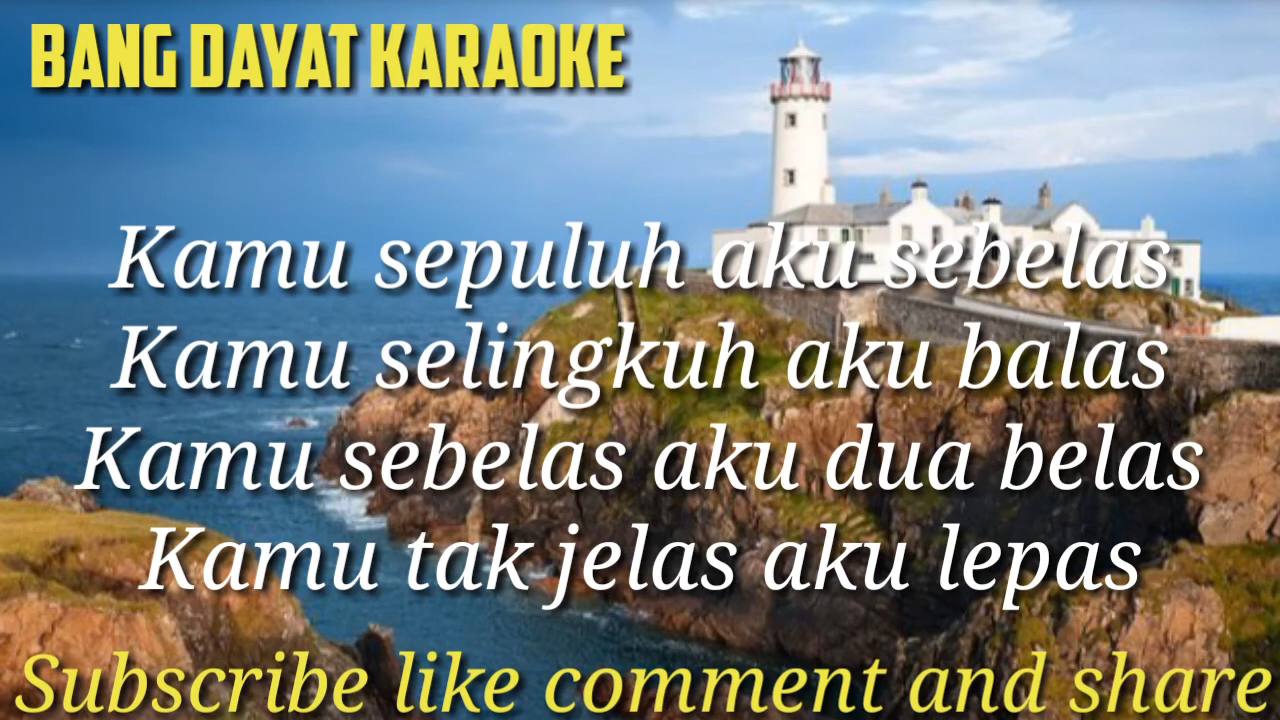 BANG DAYAT KARAOKE
Kamu sepuluh aku sebelas
Kamu selingkuh aku balas
Kamu sebelas aku dua belas
Kamu tak jelas aku lepas
Subscribe like comment and share